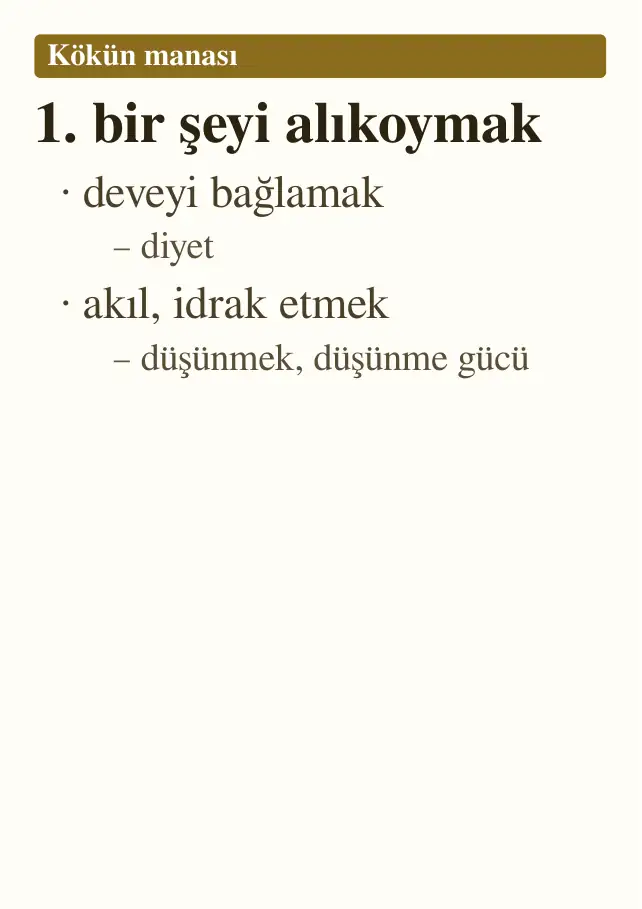 Kökün manası
1. bir şeyi alıkoymak
· deveyi bağlamak
– diyet
· akıl, idrak etmek
– düşünmek, düşünme gücü